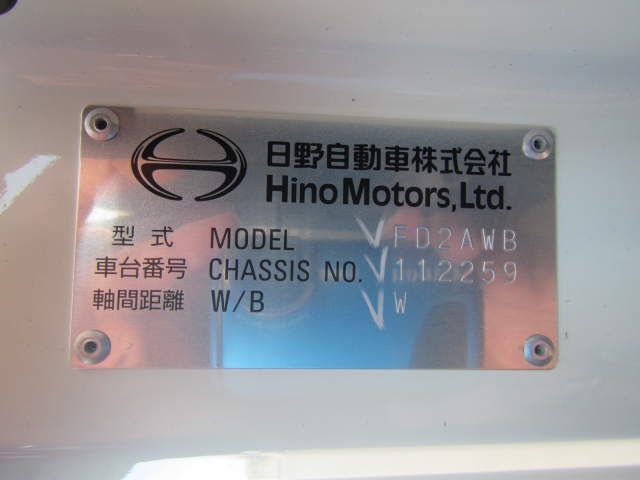 日野自動車株式会社
Hino Motors, Ltd.
型式 MODEL FD2AWB
車台番号 CHASSIS NO. 112259
軸間距離 W/B W